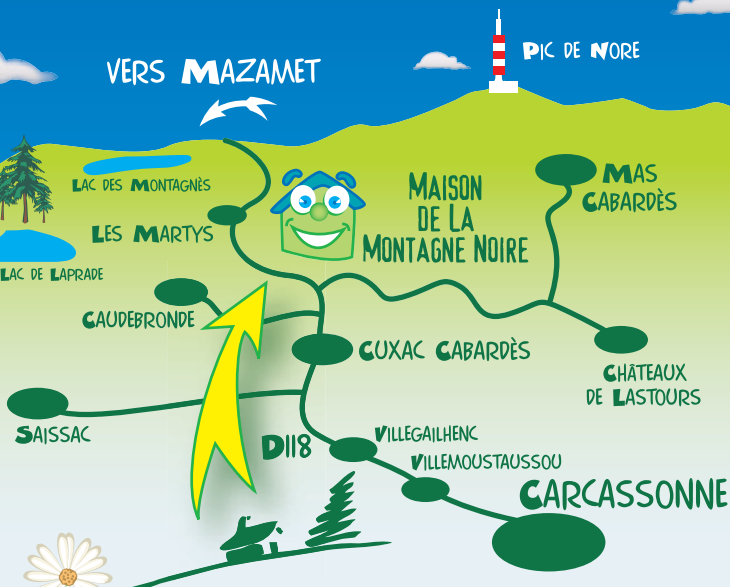 VERS MAZAMET
PIC DE NORE
LAC DES MONTAGNÈS
LES MARTYS
LAC DE LAPRADE
MAISON
DE LA
MONTAGNE NOIRE
MAS
CABARDÈS
CAUDEBRONDE
CUXAC CABARDÈS
CHÂTEAUX
DE LASTOURS
SAISSAC
D118
VILLEGAILHENC
VILLEMOUSTAUSSOU
CARCASSONNE